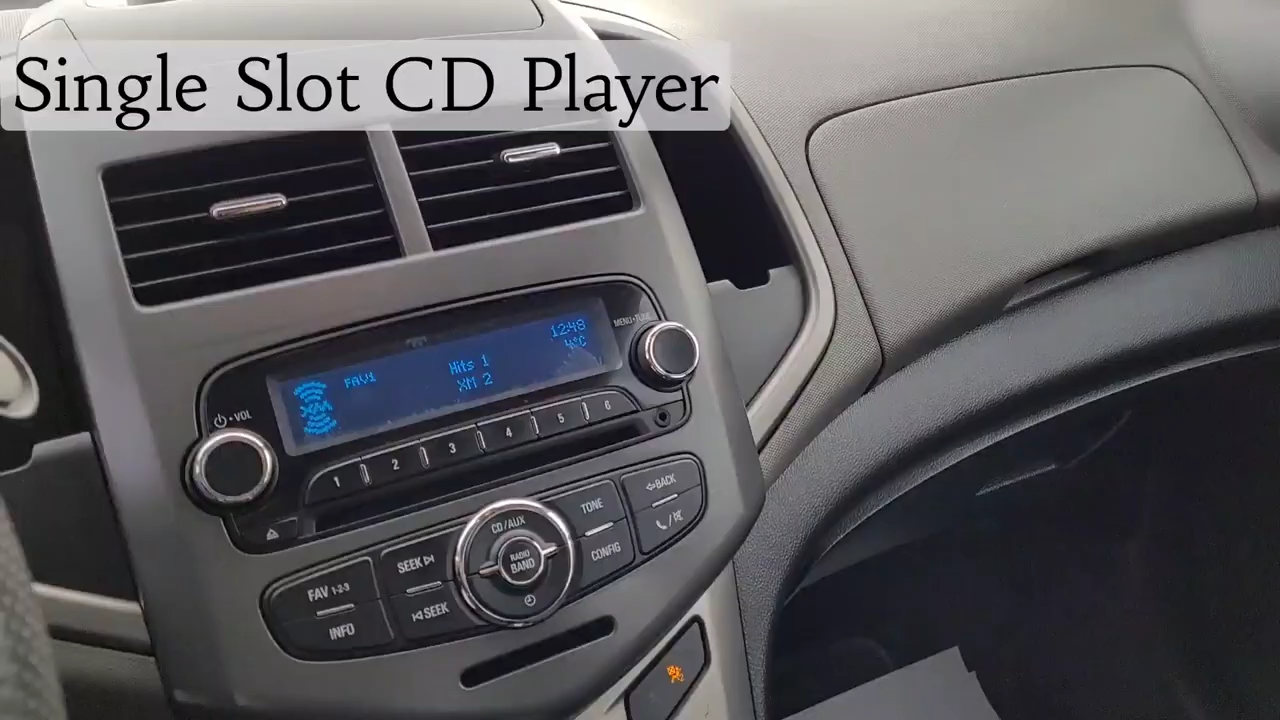 Single Slot CD Player
12:48
4°C
FAV1
Hits 1
XM 2
XM
MENU•TUNE
•VOL
1 2 3 4 5 6
CD/AUX
TONE
BACK
SEEK
RADIO
BAND
CONFIG
FAV 1-2-3
SEEK
INFO